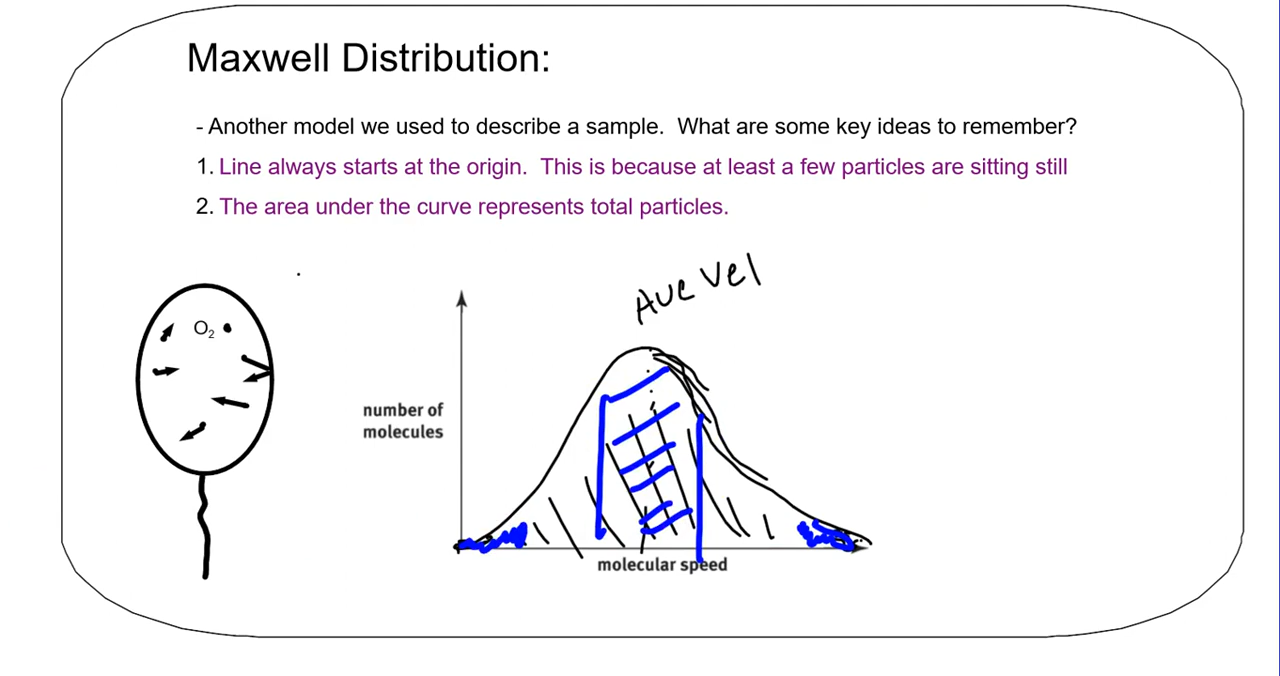 Maxwell Distribution:
- Another model we used to describe a sample. What are some key ideas to remember?
1. Line always starts at the origin. This is because at least a few particles are sitting still
2. The area under the curve represents total particles.
Ave Vel
O₂
number of
molecules
molecular speed